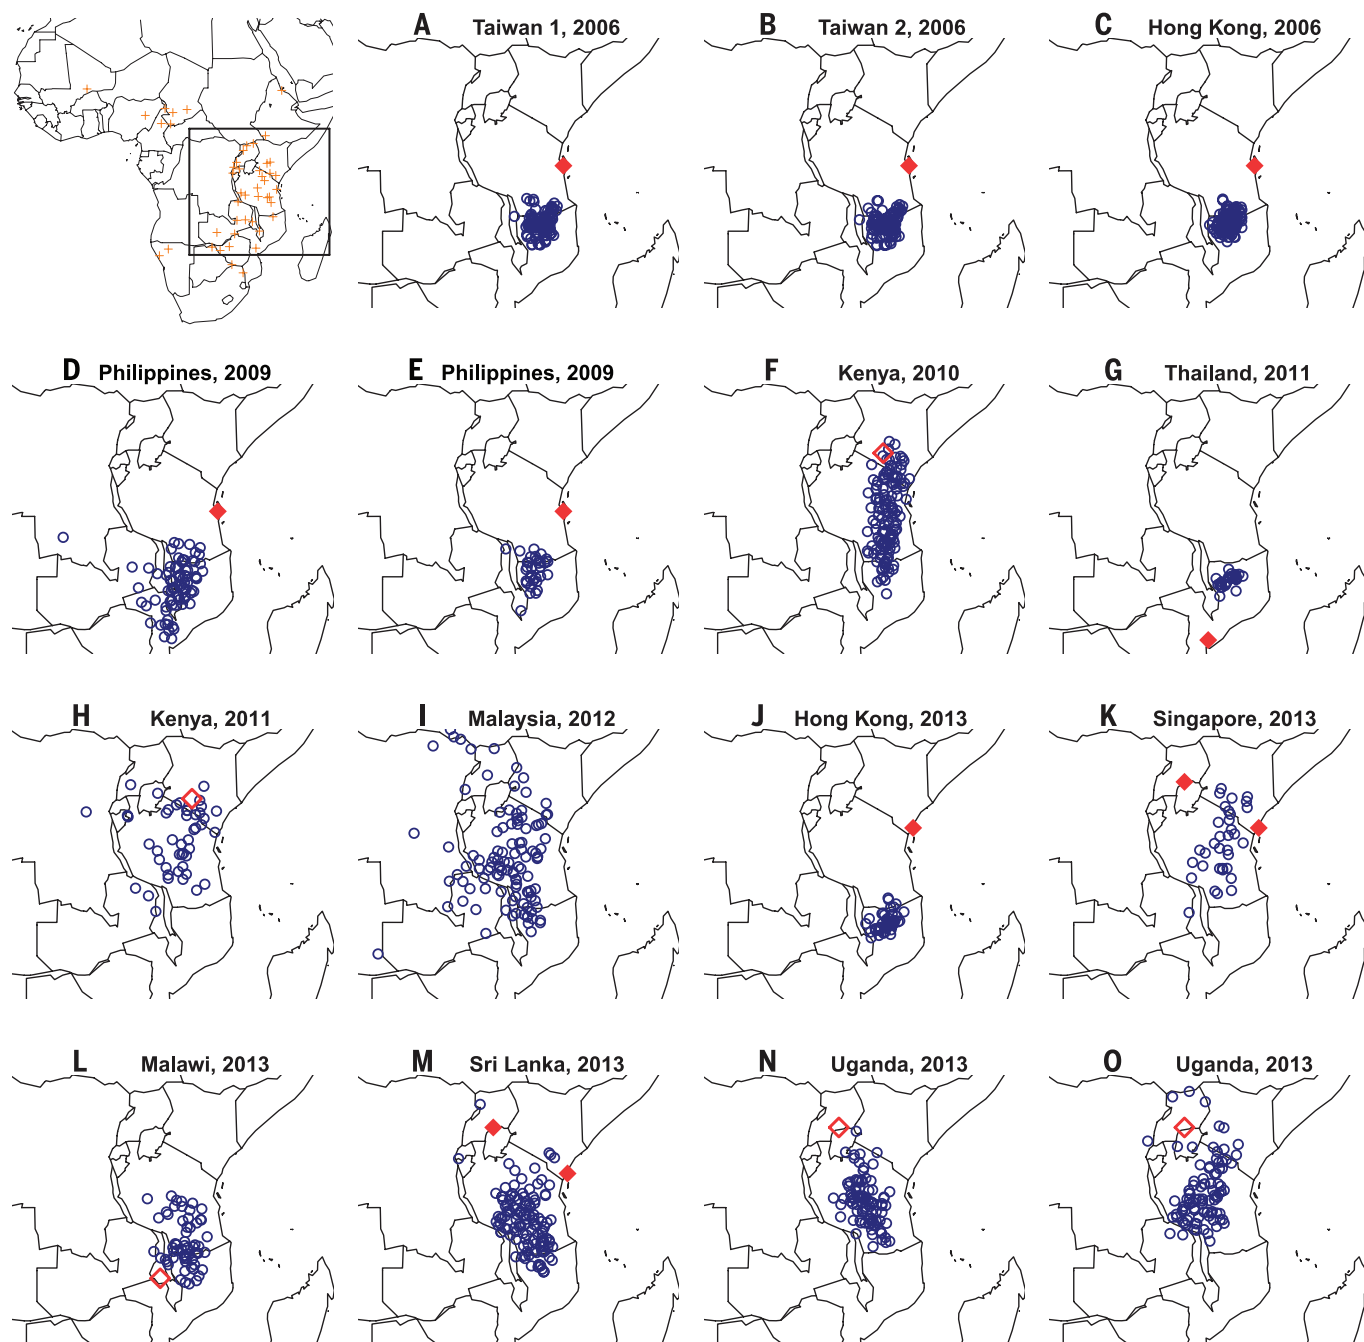 A Taiwan 1, 2006
B Taiwan 2, 2006
C Hong Kong, 2006
D Philippines, 2009
E Philippines, 2009
F Kenya, 2010
G Thailand, 2011
H Kenya, 2011
I Malaysia, 2012
J Hong Kong, 2013
K Singapore, 2013
L Malawi, 2013
M Sri Lanka, 2013
N Uganda, 2013
O Uganda, 2013